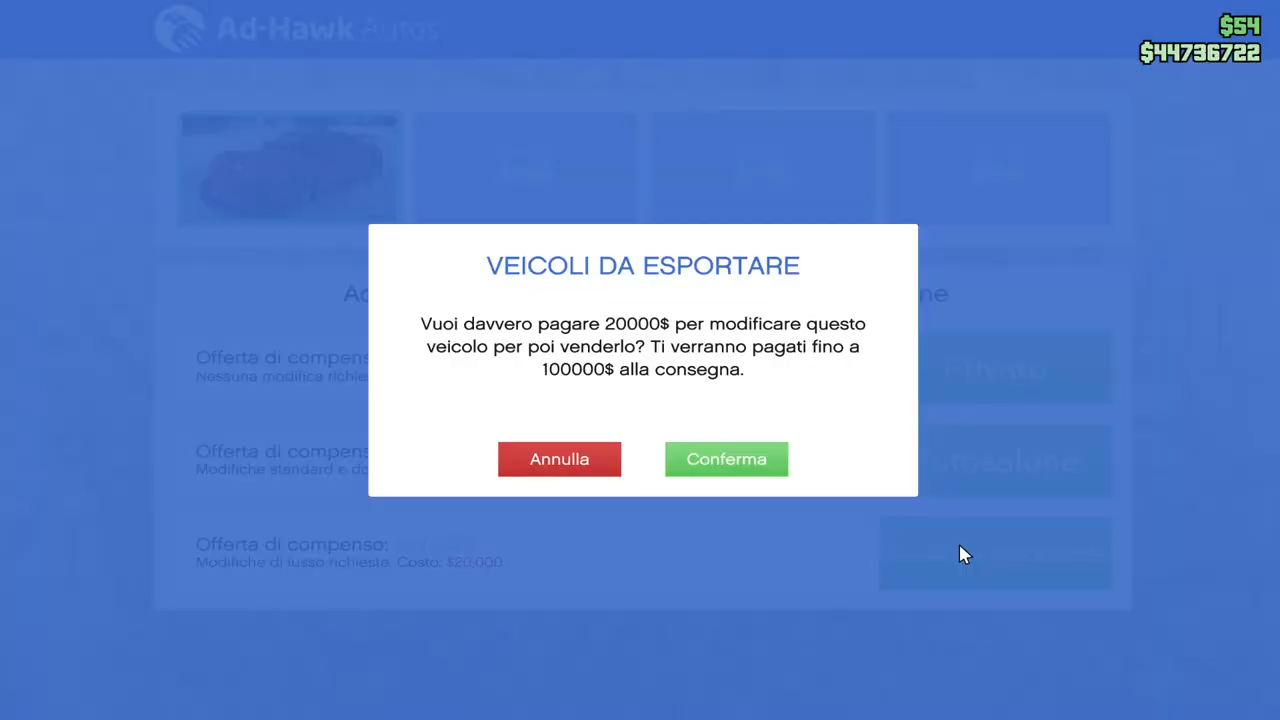 $54
$44736722
Ad-Hawk Autos
VEICOLI DA ESPORTARE
Vuoi davvero pagare 20000$ per modificare questo
veicolo per poi venderlo? Ti verranno pagati fino a
100000$ alla consegna.
Annulla
Conferma
Offerta di compens
Nessuna modifica richie
Offerta di compens
Modifiche standard e do
Offerta di compenso:
Modifiche di lusso richieste. Costo: $20,000